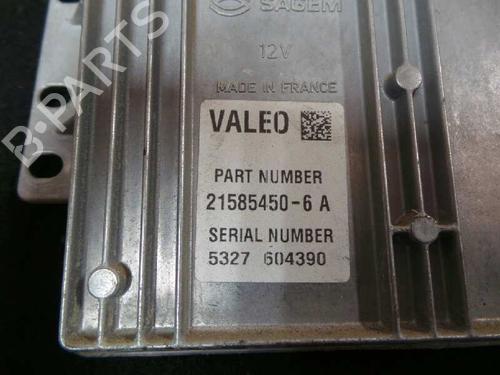 SAGEM
12V
MADE IN FRANCE
B-PARTS
VALEO
PART NUMBER
21585450-6 A
SERIAL NUMBER
5327 604390